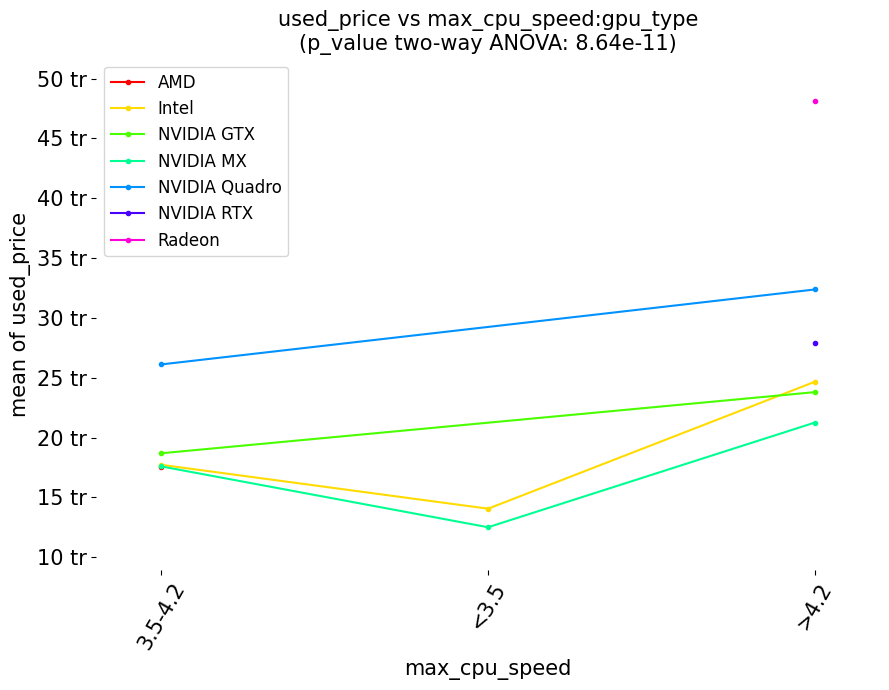 used_price vs max_cpu_speed:gpu_type
(p_value two-way ANOVA: 8.64e-11)
AMD
Intel
NVIDIA GTX
NVIDIA MX
NVIDIA Quadro
NVIDIA RTX
Radeon
50 tr
45 tr
40 tr
35 tr
30 tr
25 tr
20 tr
15 tr
10 tr
mean of used_price
3.5-4.2
<3.5
>4.2
max_cpu_speed